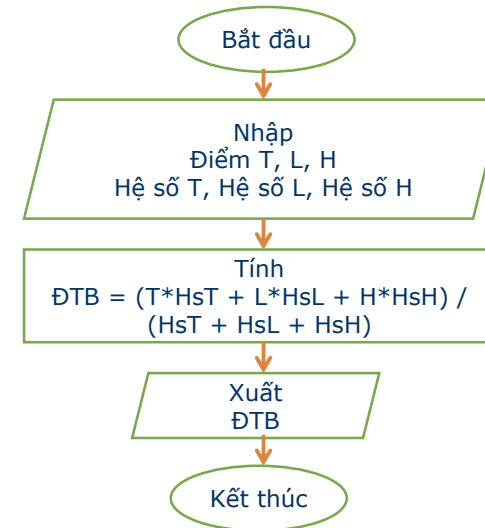 Bắt đầu
Nhập
Điểm T, L, H
Hệ số T, Hệ số L, Hệ số H
Tính
ĐTB = (T*HsT + L*HsL + H*HsH) /
(HsT + HsL + HsH)
Xuất
ĐTB
Kết thúc